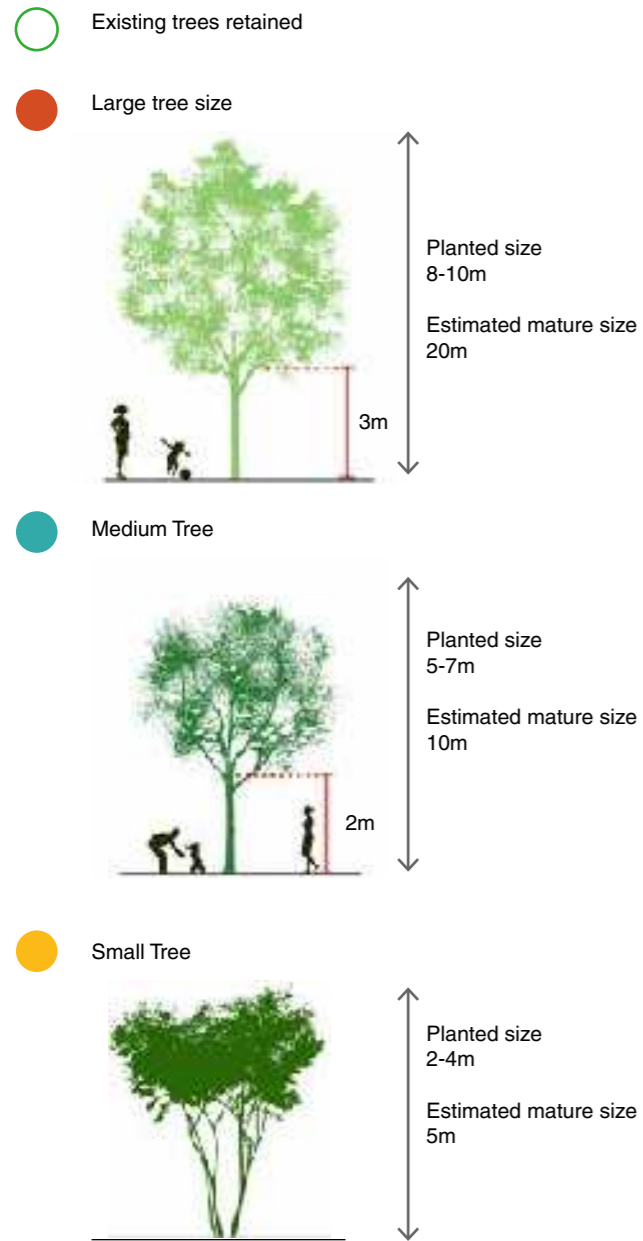 Existing trees retained
Large tree size
Planted size
8-10m
Estimated mature size
20m
3m
Medium Tree
Planted size
5-7m
Estimated mature size
10m
2m
Small Tree
Planted size
2-4m
Estimated mature size
5m